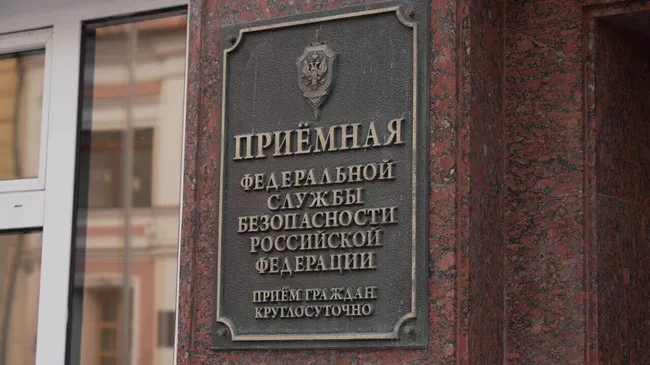 ПРИЁМНАЯ
ФЕДЕРАЛЬНОЙ
СЛУЖБЫ
БЕЗОПАСНОСТИ
РОССИЙСКОЙ
ФЕДЕРАЦИИ
ПРИЁМ ГРАЖДАН
КРУГЛОСУТОЧНО